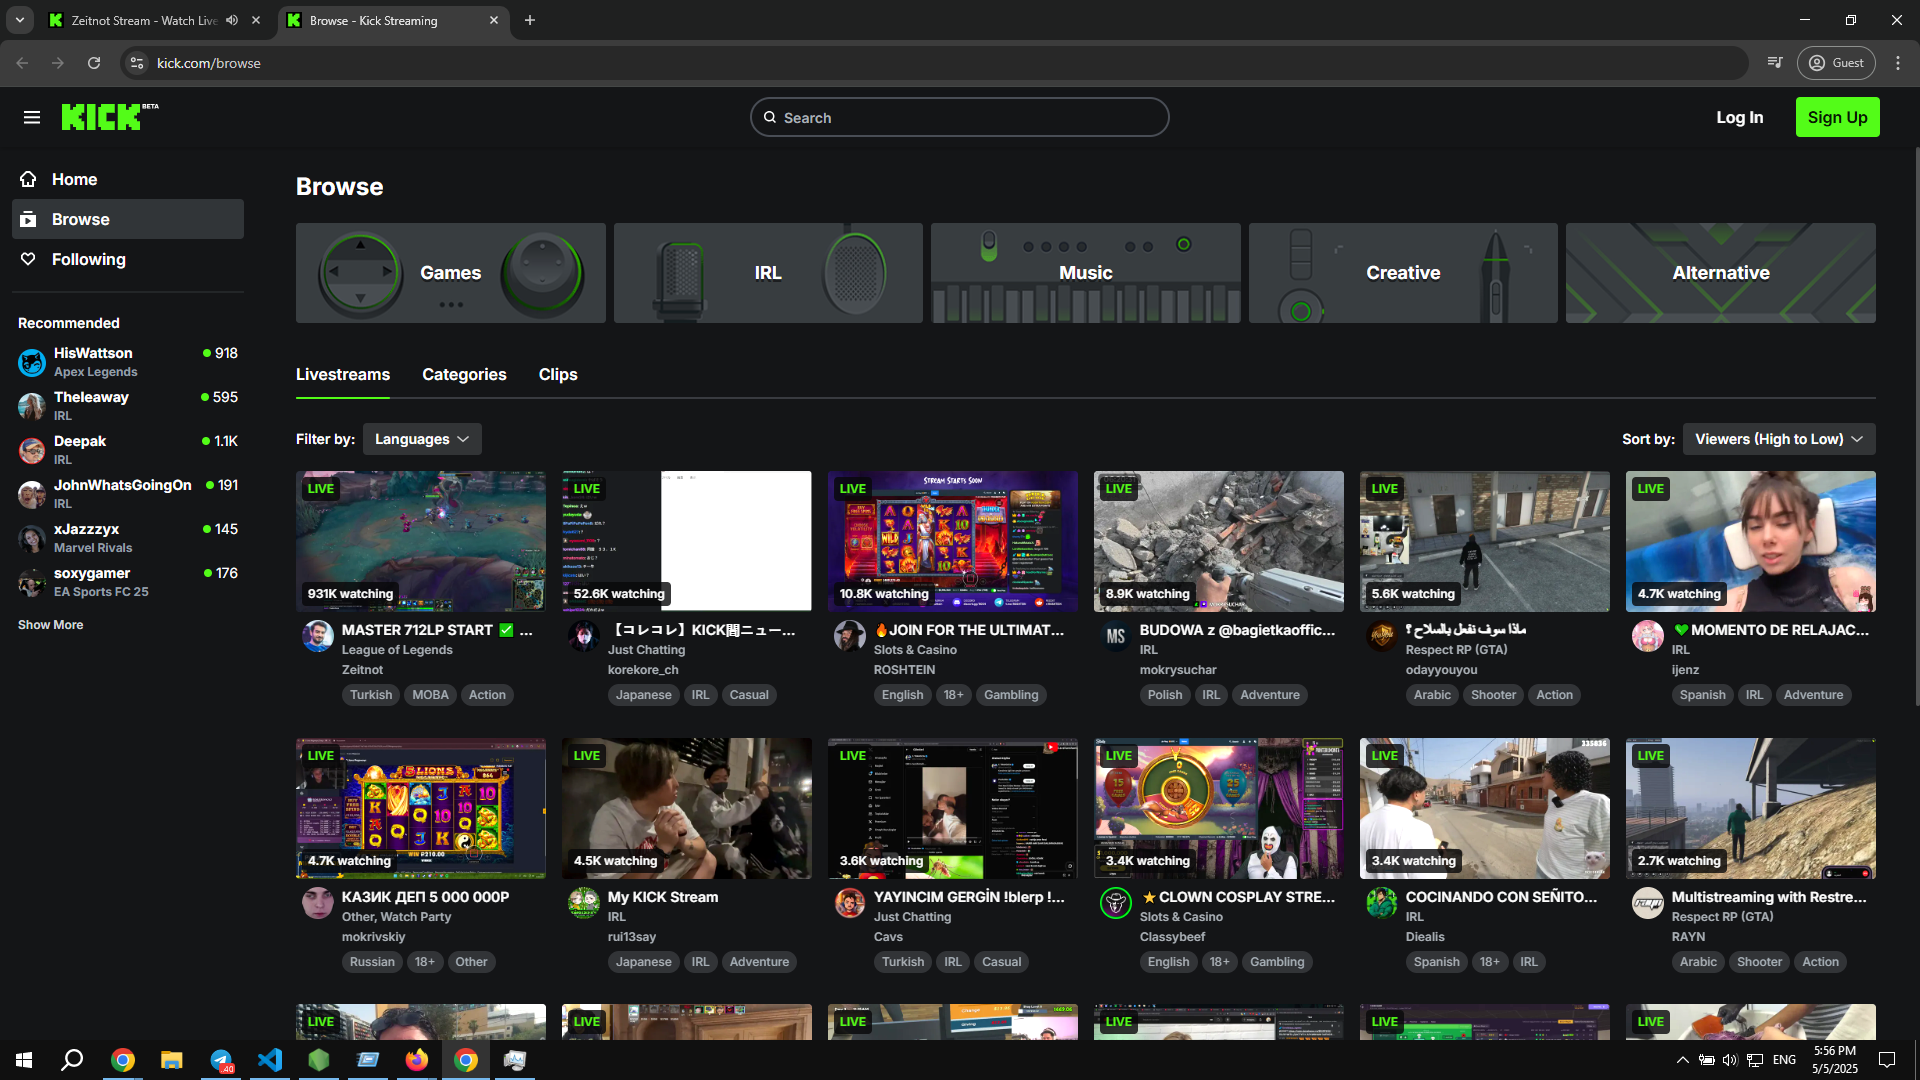 Zeitnot Stream - Watch Live
Browse - Kick Streaming
kick.com/browse
Guest
KICK BETA
Search
Log In
Sign Up
Home
Browse
Following
Recommended
HisWattson 918
Apex Legends
Theleaway 595
IRL
Deepak 1.1K
IRL
JohnWhatsGoingOn 191
IRL
xJazzzyx 145
Marvel Rivals
soxygamer 176
EA Sports FC 25
Show More
Browse
Games
IRL
Music
Creative
Alternative
Livestreams Categories Clips
Filter by: Languages
Sort by: Viewers (High to Low)
LIVE
931K watching
MASTER 712LP START ✅ ...
League of Legends
Zeitnot
Turkish MOBA Action
LIVE
52.6K watching
【コレコレ】KICK闇ニュー...
Just Chatting
korekore_ch
Japanese IRL Casual
LIVE
STREAM STARTS SOON
10.8K watching
🔥JOIN FOR THE ULTIMAT...
Slots & Casino
ROSHTEIN
English 18+ Gambling
LIVE
8.9K watching
MS
BUDOWA z @bagietkaoffic...
IRL
mokrysuchar
Polish IRL Adventure
LIVE
5.6K watching
ماذا سوف نفعل بالسلاح ؟
Respect RP (GTA)
odayyouyou
Arabic Shooter Action
LIVE
4.7K watching
💚MOMENTO DE RELAJAC...
IRL
ijenz
Spanish IRL Adventure
LIVE
5 LIONS
4.7K watching
КАЗИК ДЕП 5 000 000Р
Other, Watch Party
mokrivskiy
Russian 18+ Other
LIVE
4.5K watching
My KICK Stream
IRL
rui13say
Japanese IRL Adventure
LIVE
3.6K watching
YAYINCIM GERGİN !blerp !...
Just Chatting
Cavs
Turkish IRL Casual
LIVE
15
25
3.4K watching
⭐CLOWN COSPLAY STRE...
Slots & Casino
Classybeef
English 18+ Gambling
LIVE
335836
3.4K watching
COCINANDO CON SEÑITO...
IRL
Diealis
Spanish 18+ IRL
LIVE
2.7K watching
Multistreaming with Restre...
Respect RP (GTA)
RAYN
Arabic Shooter Action
LIVE
LIVE
LIVE
LIVE
LIVE
LIVE
40
ENG
5:56 PM
5/5/2025